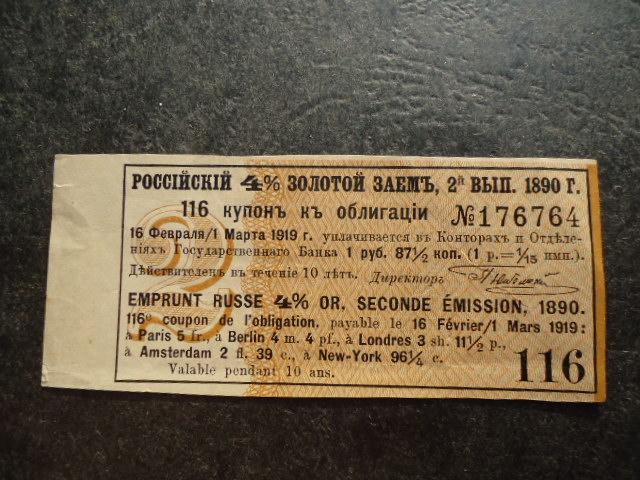 РОССІЙСКІЙ 4% ЗОЛОТОЙ ЗАЕМЪ, 2й ВЫП. 1890 Г.
116 купонъ къ облигаціи №176764
16 Февраля/1 Марта 1919 г. уплачивается въ Конторахъ и Отдѣле-
ніяхъ Государственнаго Банка 1 руб. 87½ коп. (1 р.=1/15 имп.).
Дѣйствителенъ въ теченіе 10 лѣтъ. Директоръ
EMPRUNT RUSSE 4% OR, SECONDE ÉMISSION, 1890.
116e coupon de l'obligation, payable le 16 Février/1 Mars 1919:
à Paris 5 fr., à Berlin 4 m. 4 pf., à Londres 3 sh. 11½ p.,
à Amsterdam 2 fl. 39 c., à New-York 96¼ c.
Valable pendant 10 ans.
116